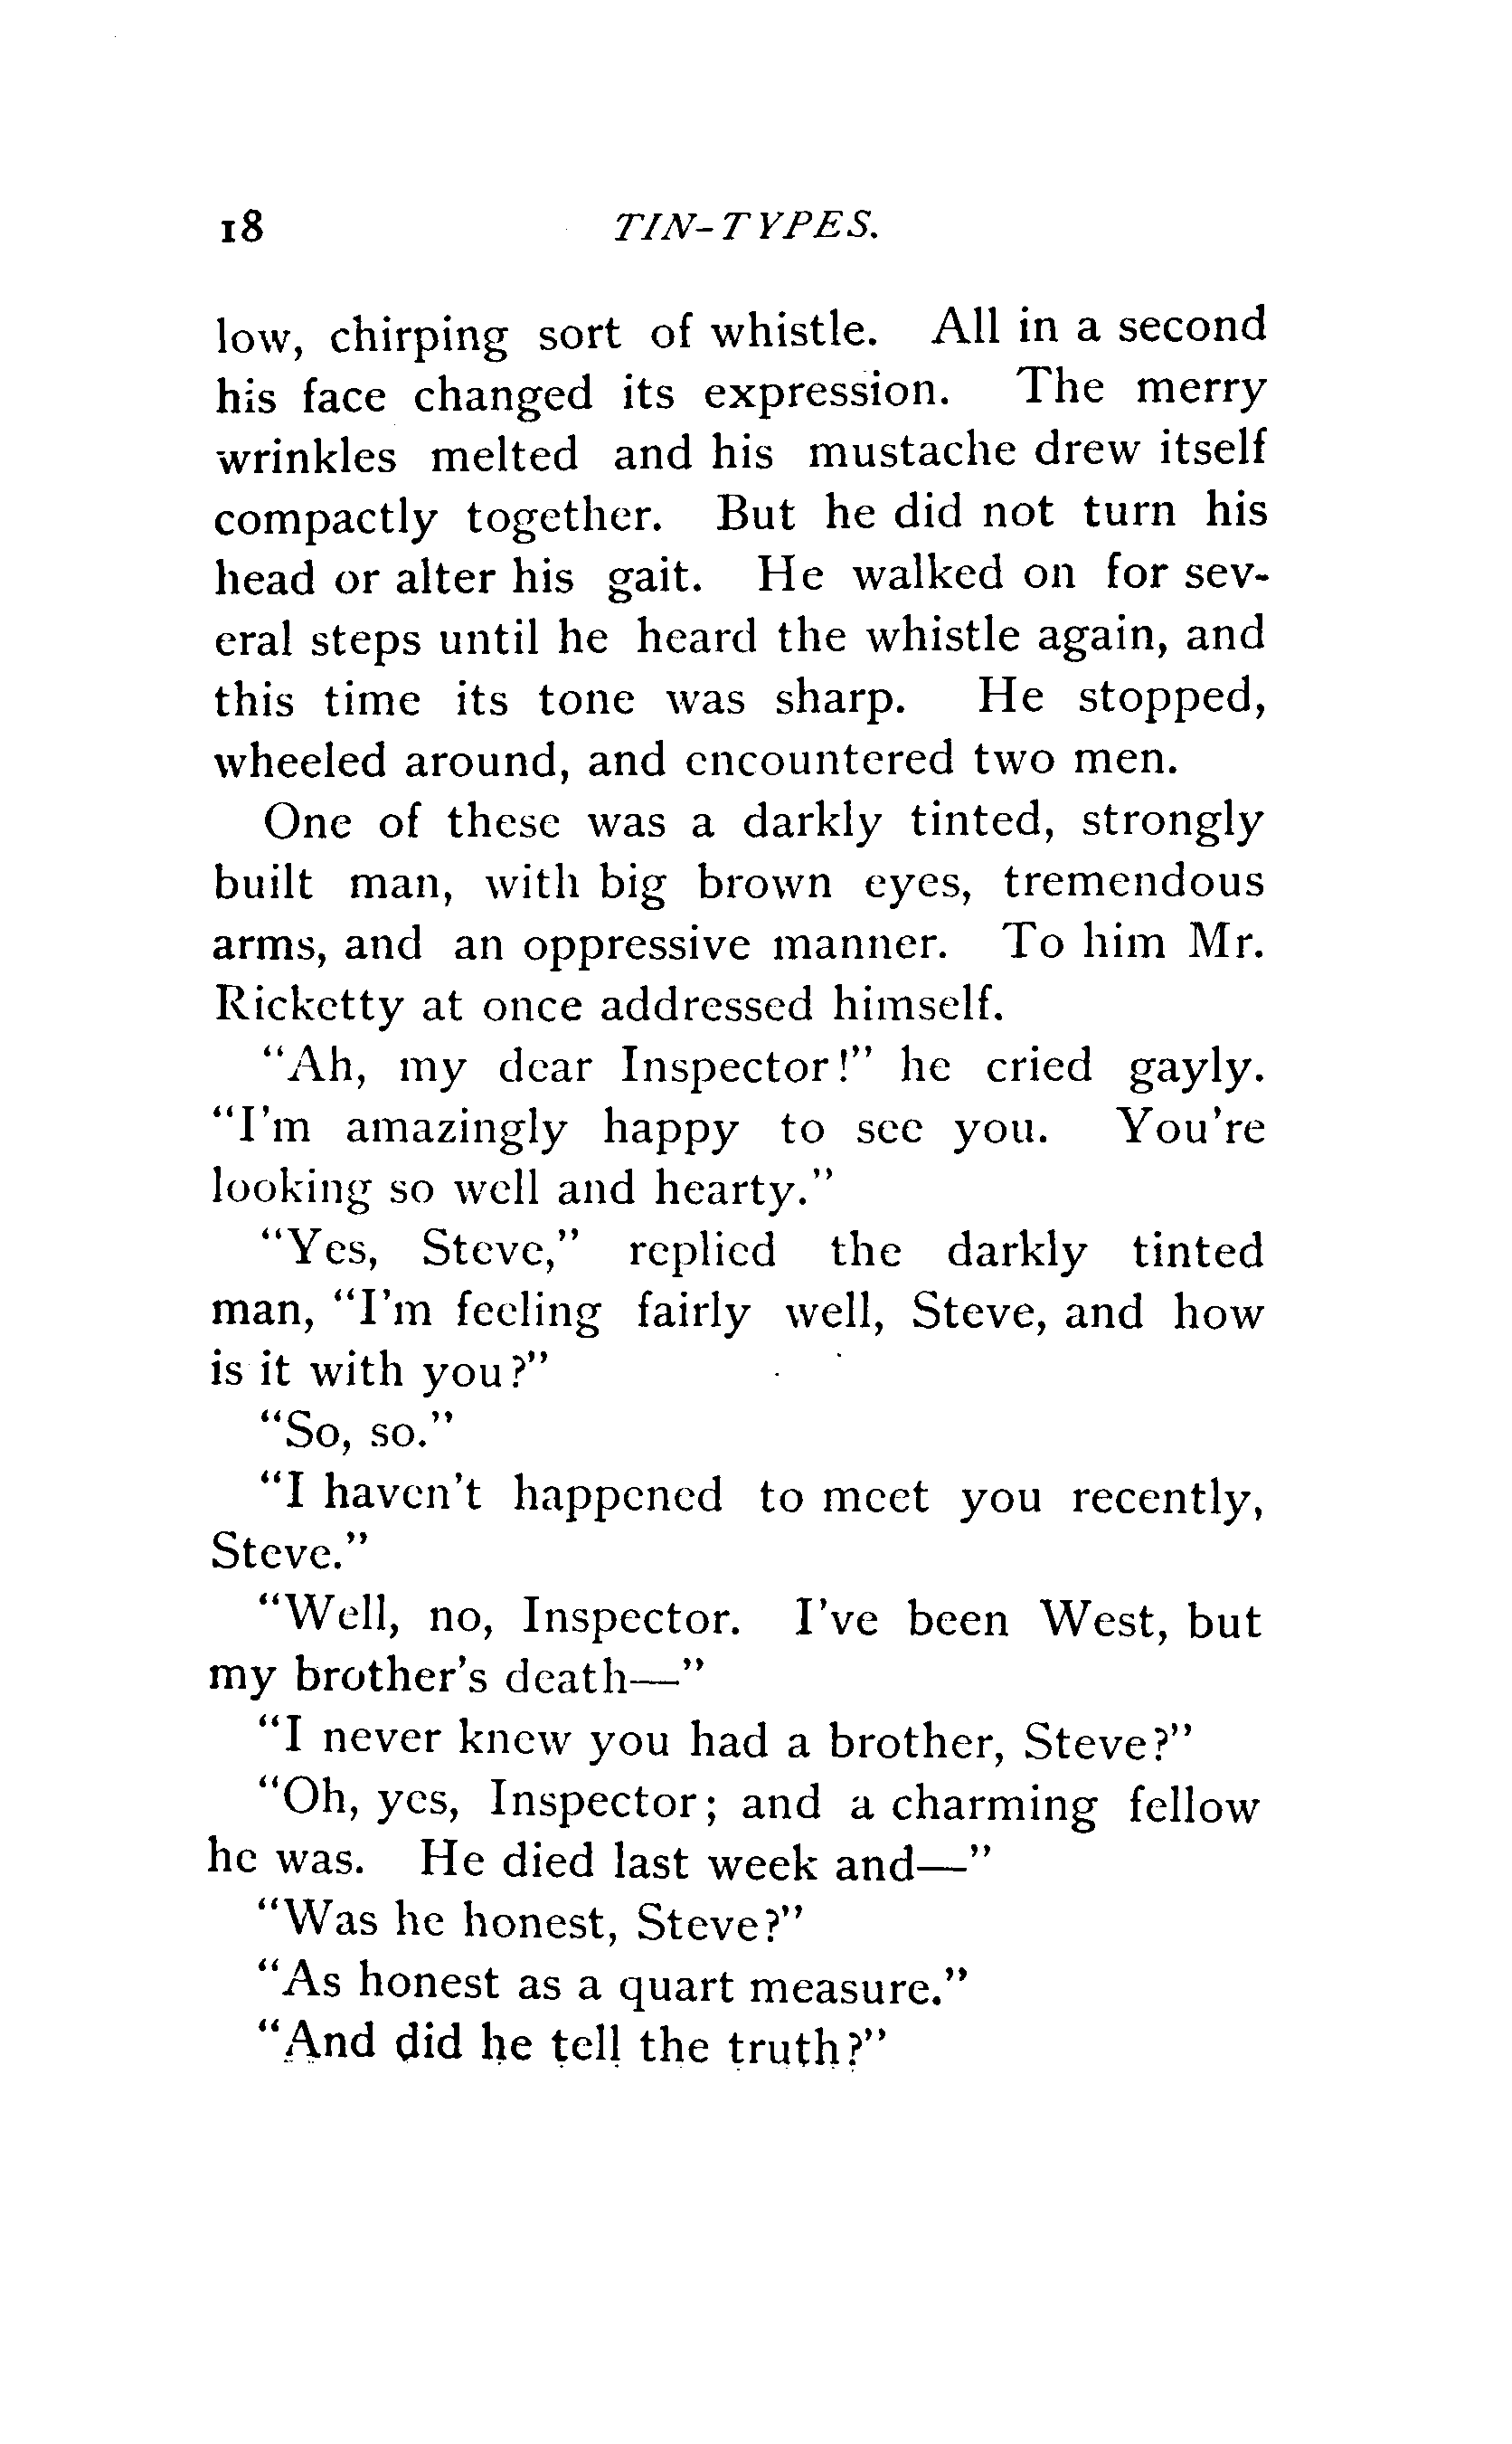 18 TIN-TYPES.
low, chirping sort of whistle. All in a second
his face changed its expression. The merry
wrinkles melted and his mustache drew itself
compactly together. But he did not turn his
head or alter his gait. He walked on for sev-
eral steps until he heard the whistle again, and
this time its tone was sharp. He stopped,
wheeled around, and encountered two men.
One of these was a darkly tinted, strongly
built man, with big brown eyes, tremendous
arms, and an oppressive manner. To him Mr.
Ricketty at once addressed himself.
"Ah, my dear Inspector!" he cried gayly.
"I'm amazingly happy to see you. You're
looking so well and hearty."
"Yes, Steve," replied the darkly tinted
man, "I'm feeling fairly well, Steve, and how
is it with you?"
"So, so."
"I haven't happened to meet you recently,
Steve."
"Well, no, Inspector. I've been West, but
my brother's death—"
"I never knew you had a brother, Steve?"
"Oh, yes, Inspector; and a charming fellow
he was. He died last week and—"
"Was he honest, Steve?"
"As honest as a quart measure."
"And did he tell the truth?"